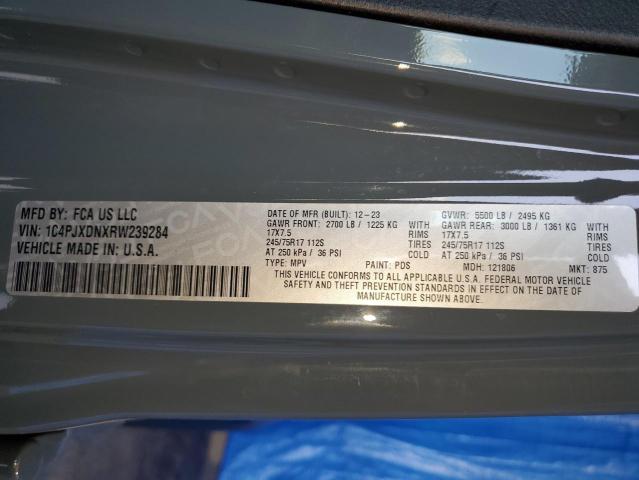 MFD BY: FCA US LLC
VIN: 1C4PJXDNXRW239284
VEHICLE MADE IN: U.S.A.
DATE OF MFR (BUILT): 12-23
GAWR FRONT: 2700 LB / 1225 KG WITH
17X7.5 RIMS
245/75R17 112S TIRES
AT 250 kPa / 36 PSI COLD
TYPE: MPV PAINT: PDS
GVWR: 5500 LB / 2495 KG
GAWR REAR: 3000 LB / 1361 KG WITH
17X7.5 RIMS
245/75R17 112S TIRES
AT 250 kPa / 36 PSI COLD
MDH: 121806 MKT: 875
THIS VEHICLE CONFORMS TO ALL APPLICABLE U.S.A. FEDERAL MOTOR VEHICLE
SAFETY AND THEFT PREVENTION STANDARDS IN EFFECT ON THE DATE OF
MANUFACTURE SHOWN ABOVE.